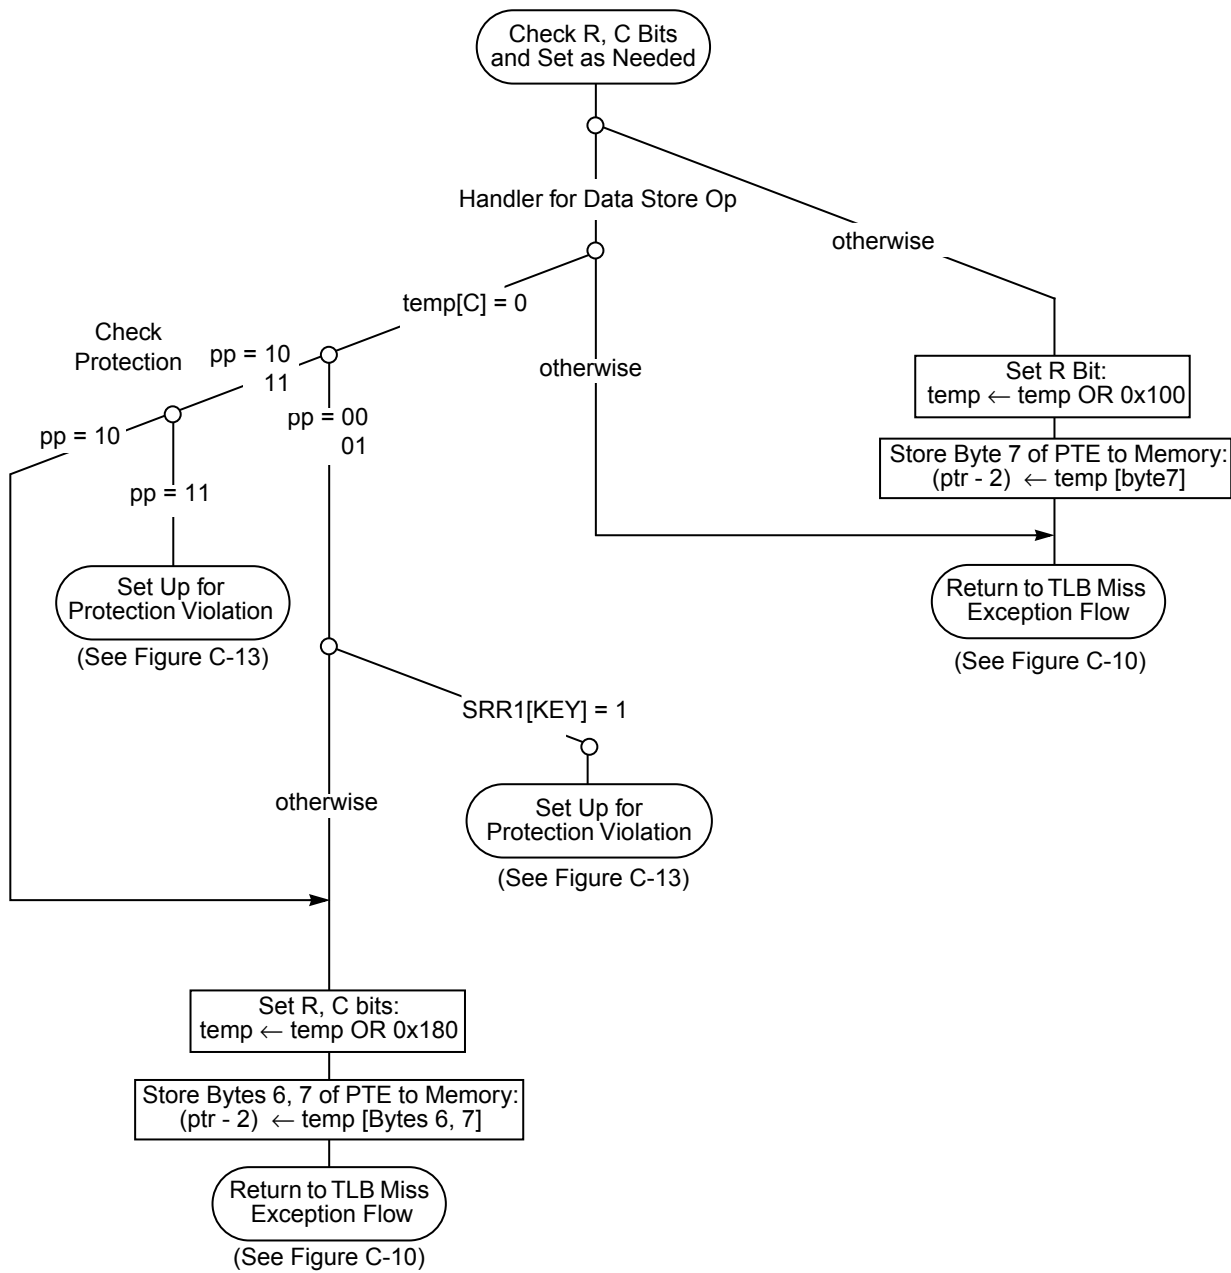 Check R, C Bits
and Set as Needed
Handler for Data Store Op
otherwise
temp[C] = 0
Check
Protection
pp = 10
11
otherwise
Set R Bit:
temp ← temp OR 0x100
pp = 00
01
pp = 10
Store Byte 7 of PTE to Memory:
(ptr - 2) ← temp [byte7]
pp = 11
Set Up for
Protection Violation
(See Figure C-13)
Return to TLB Miss
Exception Flow
(See Figure C-10)
SRR1[KEY] = 1
otherwise
Set Up for
Protection Violation
(See Figure C-13)
Set R, C bits:
temp ← temp OR 0x180
Store Bytes 6, 7 of PTE to Memory:
(ptr - 2) ← temp [Bytes 6, 7]
Return to TLB Miss
Exception Flow
(See Figure C-10)